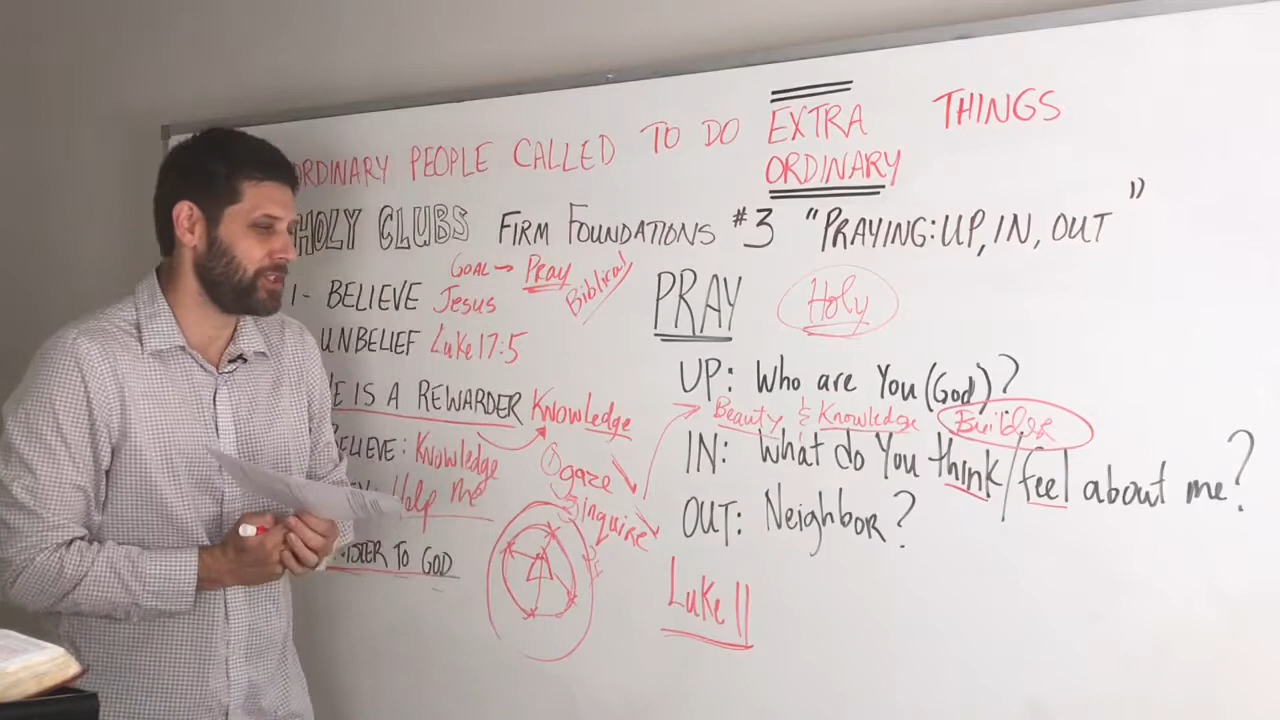 ORDINARY PEOPLE CALLED TO DO EXTRA ORDINARY THINGS
HOLY CLUBS FIRM FOUNDATIONS #3 "PRAYING: UP, IN, OUT"
GOAL → Pray
Biblical
1- BELIEVE Jesus
UNBELIEF Luke 17:5
IS A REWARDER Knowledge
: Knowledge
Help me
① gaze
② inquire
TO GOD
PRAY Holy
UP: Who are You (God)?
Beauty & Knowledge Builder
IN: What do You think/feel about me?
OUT: Neighbor?
Luke 11